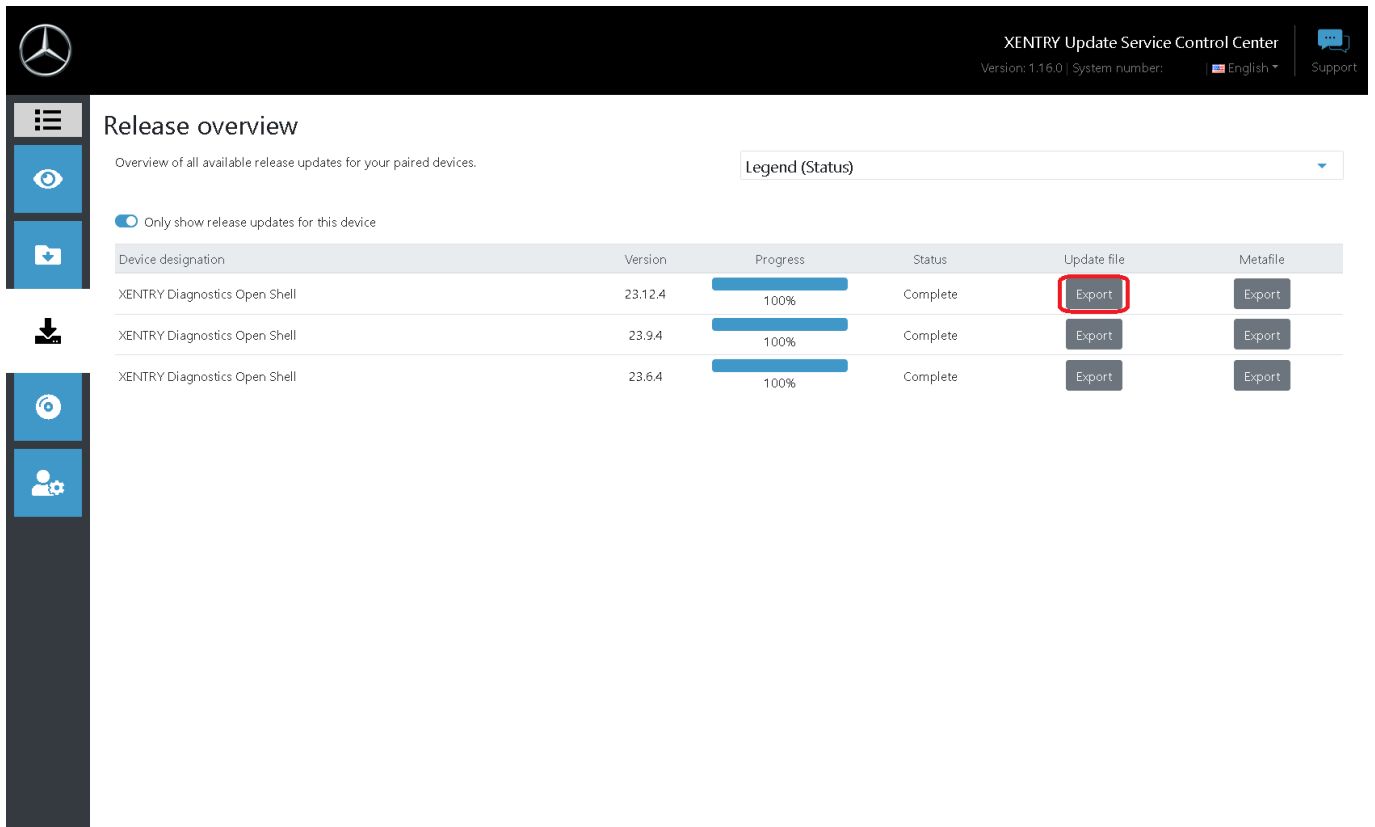 XENTRY Update Service Control Center
Version: 1.16.0 | System number: | English
Support
Release overview
Overview of all available release updates for your paired devices.
Legend (Status)
Only show release updates for this device
Device designation Version Progress Status Update file Metafile
XENTRY Diagnostics Open Shell 23.12.4 100% Complete Export Export
XENTRY Diagnostics Open Shell 23.9.4 100% Complete Export Export
XENTRY Diagnostics Open Shell 23.6.4 100% Complete Export Export